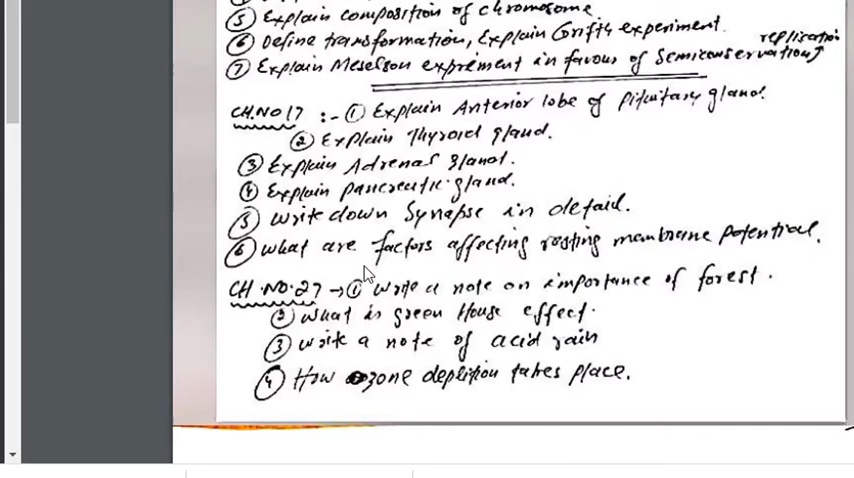 ⑤ Explain composition of chromosome
⑥ Define transformation, Explain Grifth experiment.
replication
⑦ Explain Meselson exprement in favour of Semiconservation
CH.NO 17 :- ① Explain Anterior lobe of Pituitary gland.
② Explain Thyroid gland.
③ Explain Adrenal gland.
④ Explain pancreatic gland.
⑤ Write down Synapse in detail.
⑥ What are factors affecting resting membrane potential.
CH.NO.27 → ① Write a note on importance of forest.
② What is green House effect.
③ Write a note of acid rain
④ How ozone deplition takes place.